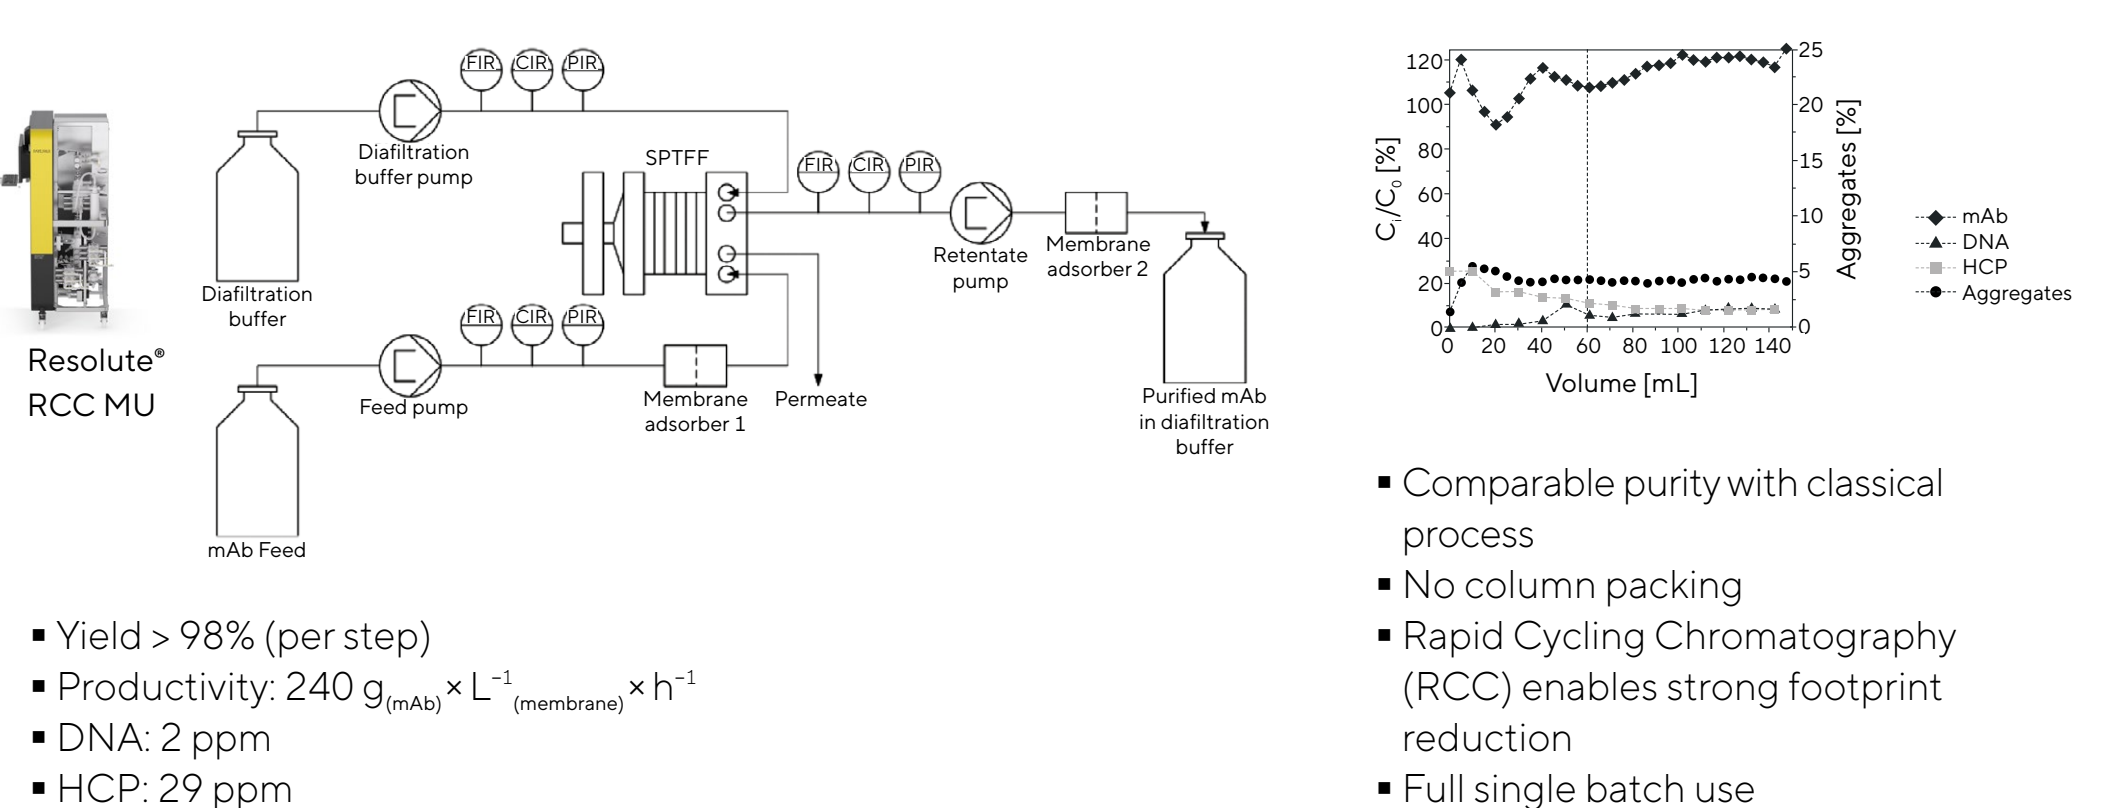 FIR CIR PIR
Diafiltration
buffer pump
SPTFF
FIR CIR PIR
Diafiltration
buffer
Retentate
pump
Membrane
adsorber 2
FIR CIR PIR
Resolute®
RCC MU
Feed pump
Membrane
adsorber 1
Permeate
Purified mAb
in diafiltration
buffer
mAb Feed
Yield > 98% (per step)
Productivity: 240 g(mAb) × L⁻¹(membrane) × h⁻¹
DNA: 2 ppm
HCP: 29 ppm
Cᵢ/C₀ [%]
120
100
80
60
40
20
0
25
20
15
10
5
0
Aggregates [%]
0 20 40 60 80 100 120 140
Volume [mL]
mAb
DNA
HCP
Aggregates
Comparable purity with classical
process
No column packing
Rapid Cycling Chromatography
(RCC) enables strong footprint
reduction
Full single batch use